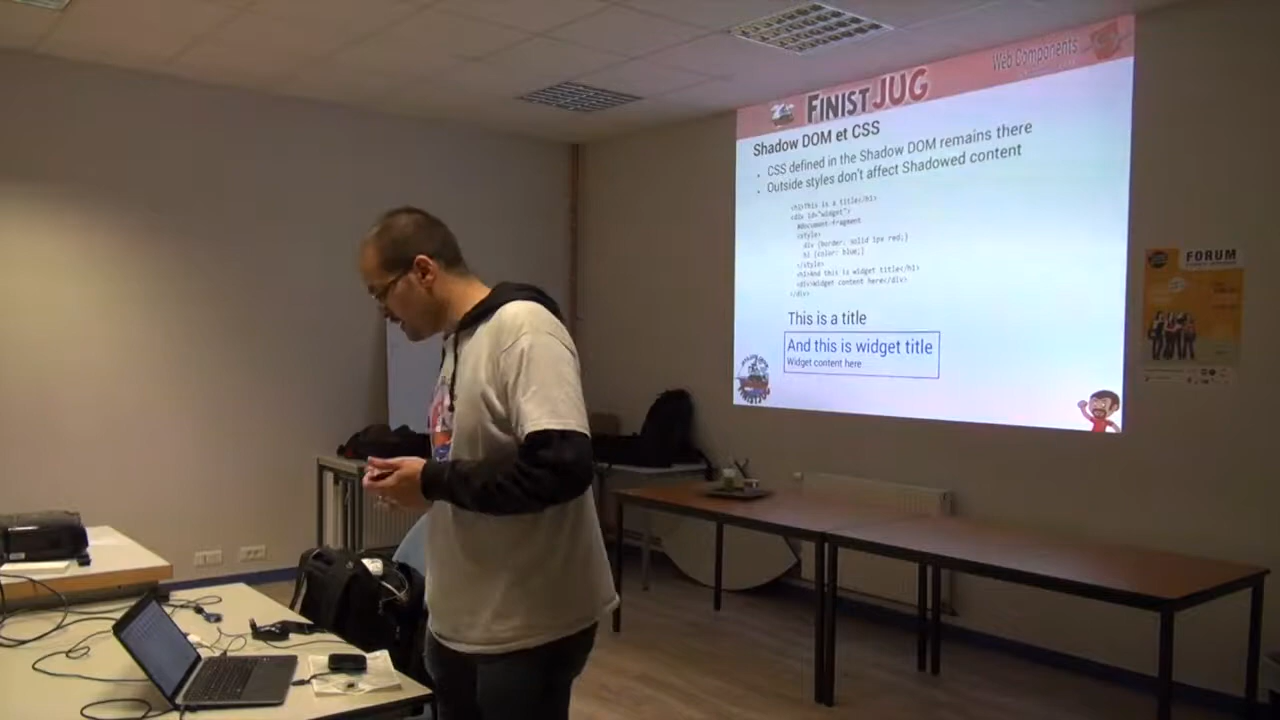 Web Components
FINISTJUG
Shadow DOM et CSS
• CSS defined in the Shadow DOM remains there
• Outside styles don't affect Shadowed content
<h1>This is a title</h1>
<div id="widget">
#document-fragment
<style>
div {border: solid 1px red;}
h1 {color: blue;}
</style>
<h1>And this is widget title</h1>
<div>Widget content here</div>
</div>
This is a title
And this is widget title
Widget content here
FORUM